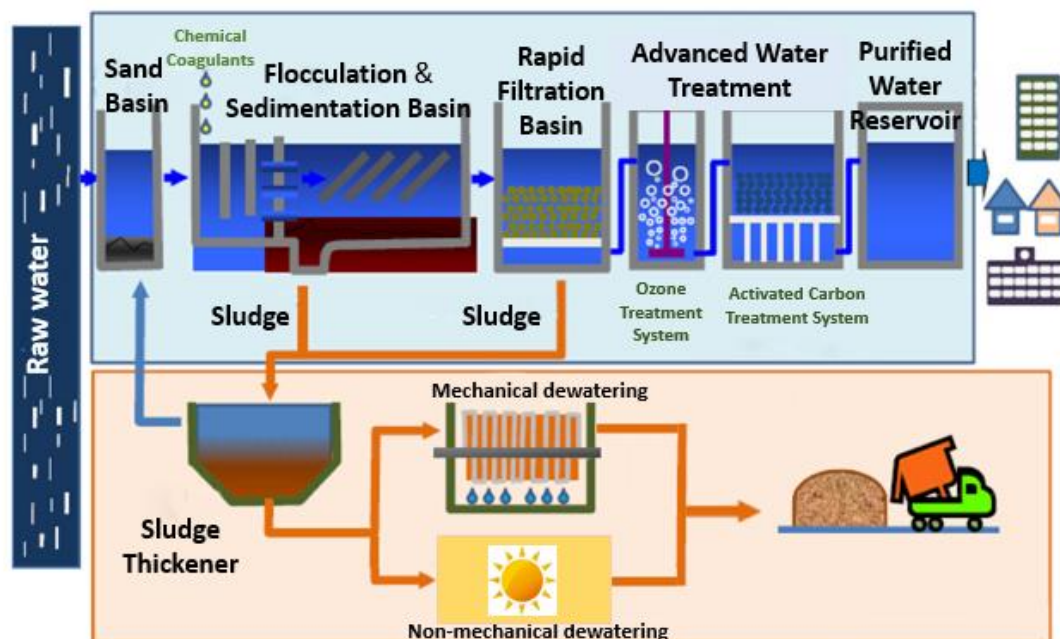 Raw water
Sand
Basin
Chemical
Coagulants
Flocculation &
Sedimentation Basin
Rapid
Filtration
Basin
Advanced Water
Treatment
Purified
Water
Reservoir
Ozone
Treatment
System
Activated Carbon
Treatment System
Sludge
Sludge
Sludge
Thickener
Mechanical dewatering
Non-mechanical dewatering